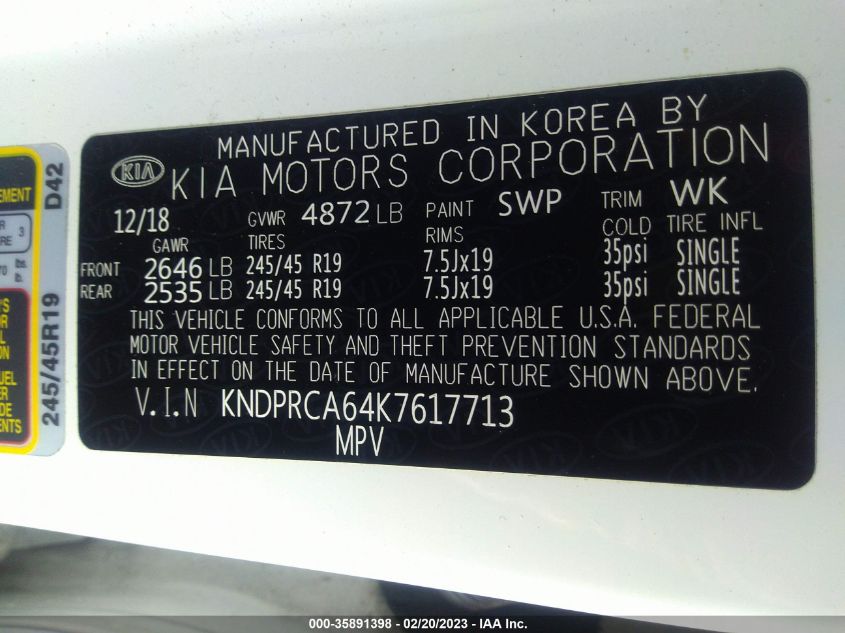 MANUFACTURED IN KOREA BY
KIA KIA MOTORS CORPORATION
12/18 GVWR 4872 LB PAINT SWP TRIM WK
GAWR TIRES RIMS COLD TIRE INFL
FRONT 2646 LB 245/45 R19 7.5Jx19 35psi SINGLE
REAR 2535 LB 245/45 R19 7.5Jx19 35psi SINGLE
THIS VEHICLE CONFORMS TO ALL APPLICABLE U.S.A. FEDERAL
MOTOR VEHICLE SAFETY AND THEFT PREVENTION STANDARDS
IN EFFECT ON THE DATE OF MANUFACTURE SHOWN ABOVE.
V.I.N KNDPRCA64K7617713
MPV
245/45R19 D42
3
lbs.
lb.
000-35891398 - 02/20/2023 - IAA Inc.